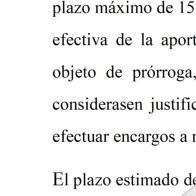 plazo máximo de 15
efectiva de la aport
objeto de prórroga,
considerasen justific
efectuar encargos a
El plazo estimado de